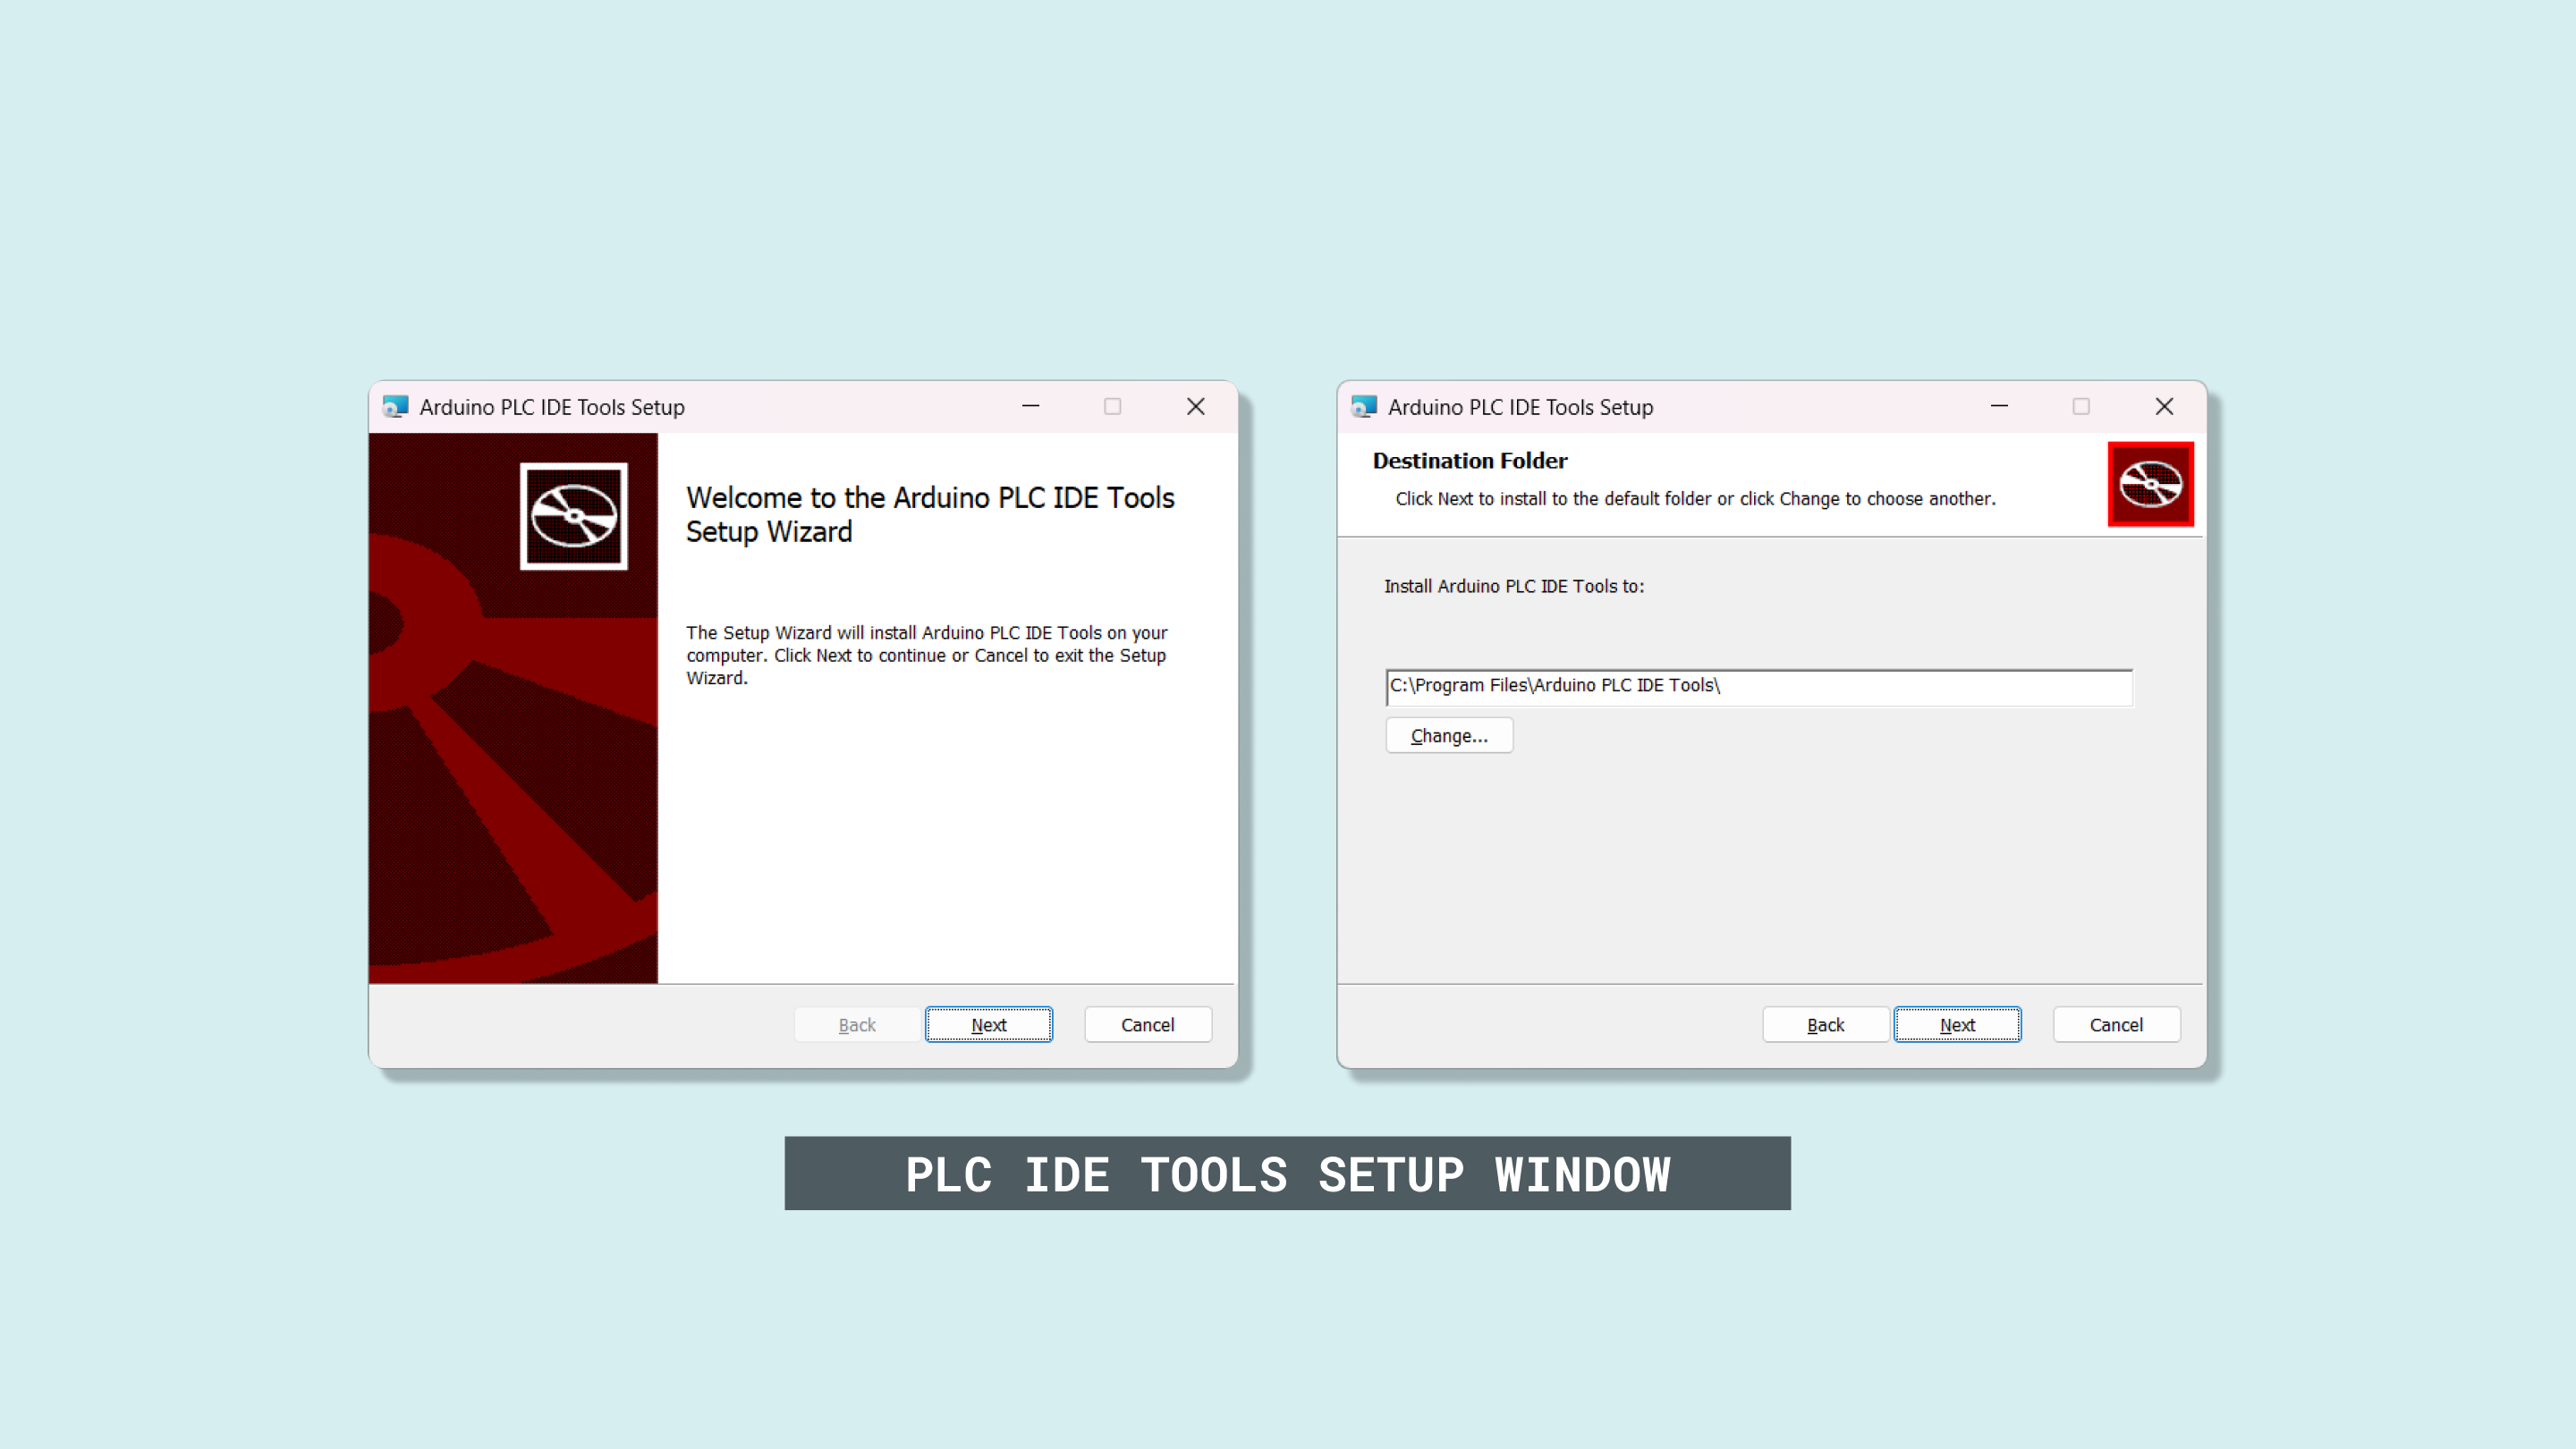 Arduino PLC IDE Tools Setup
Welcome to the Arduino PLC IDE Tools
Setup Wizard
The Setup Wizard will install Arduino PLC IDE Tools on your
computer. Click Next to continue or Cancel to exit the Setup
Wizard.
Back
Next
Cancel
Arduino PLC IDE Tools Setup
Destination Folder
Click Next to install to the default folder or click Change to choose another.
Install Arduino PLC IDE Tools to:
C:\Program Files\Arduino PLC IDE Tools\
Change...
Back
Next
Cancel
PLC IDE TOOLS SETUP WINDOW